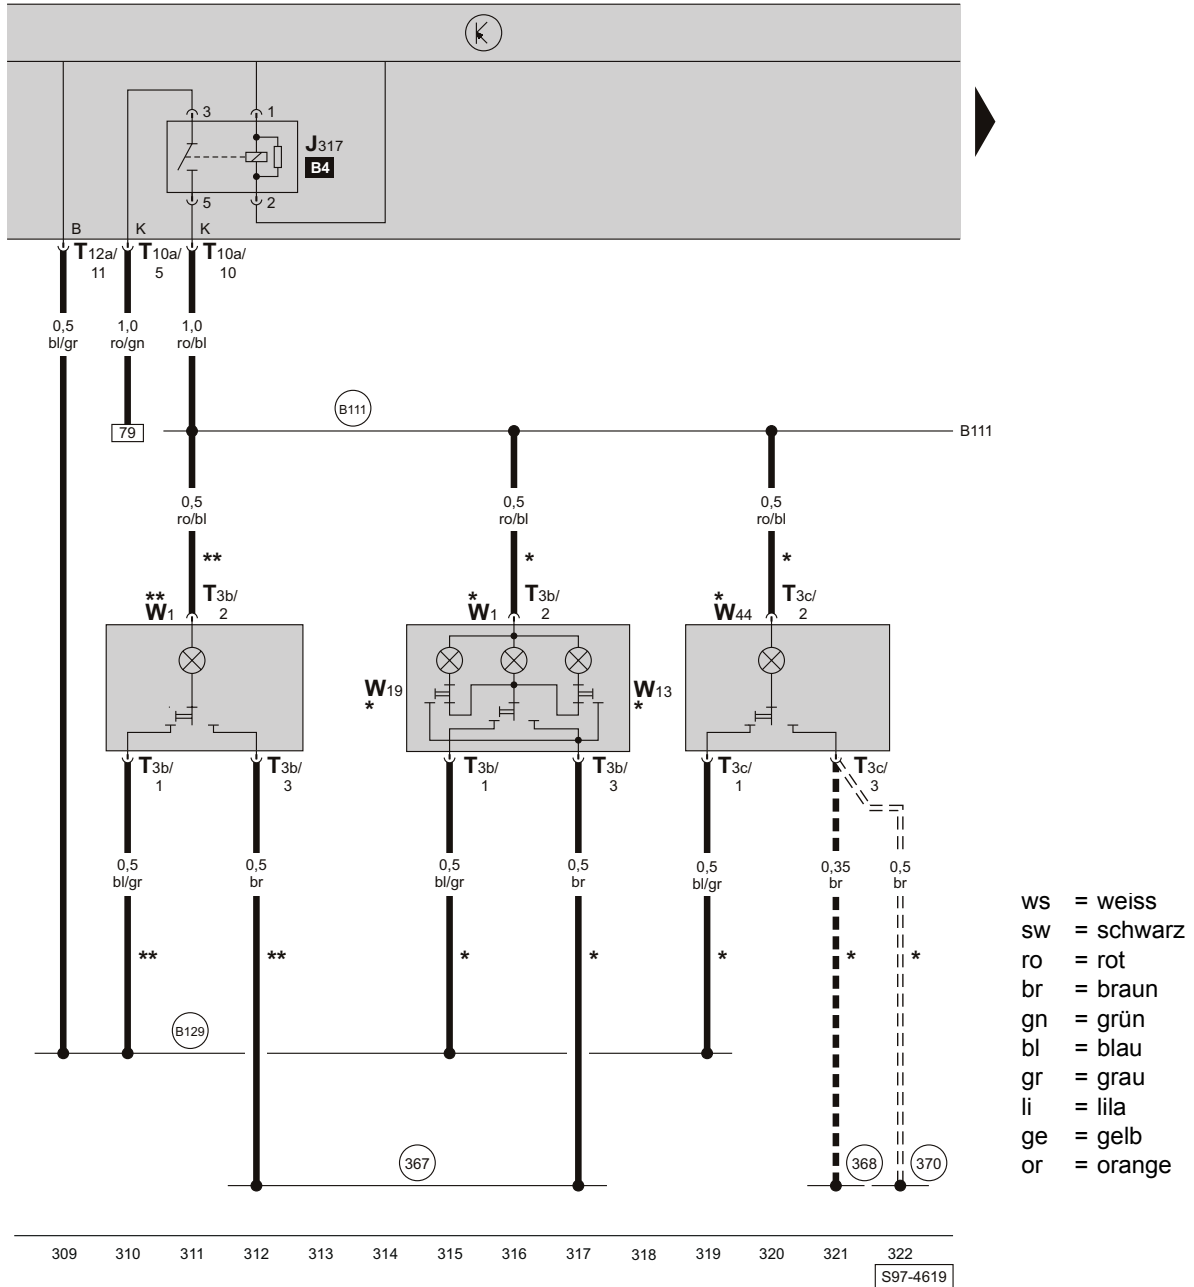 3 1
J317
B4
5 2
B K K
T12a/ T10a/ T10a/
11 5 10
0,5 1,0 1,0
bl/gr ro/gn ro/bl
B111
79
B111
0,5 0,5 0,5
ro/bl ro/bl ro/bl
** * *
** T3b/ * T3b/ * T3c/
W1 2 W1 2 W44 2
W19 W13
* *
T3b/ T3b/ T3b/ T3b/ T3c/ T3c/
1 3 1 3 1 3
0,5 0,5 0,5 0,5 0,5 0,35 0,5
bl/gr br bl/gr br bl/gr br br
** ** * * * * *
B129
367 368 370
ws = weiss
sw = schwarz
ro = rot
br = braun
gn = grün
bl = blau
gr = grau
li = lila
ge = gelb
or = orange
309 310 311 312 313 314 315 316 317 318 319 320 321 322
S97-4619